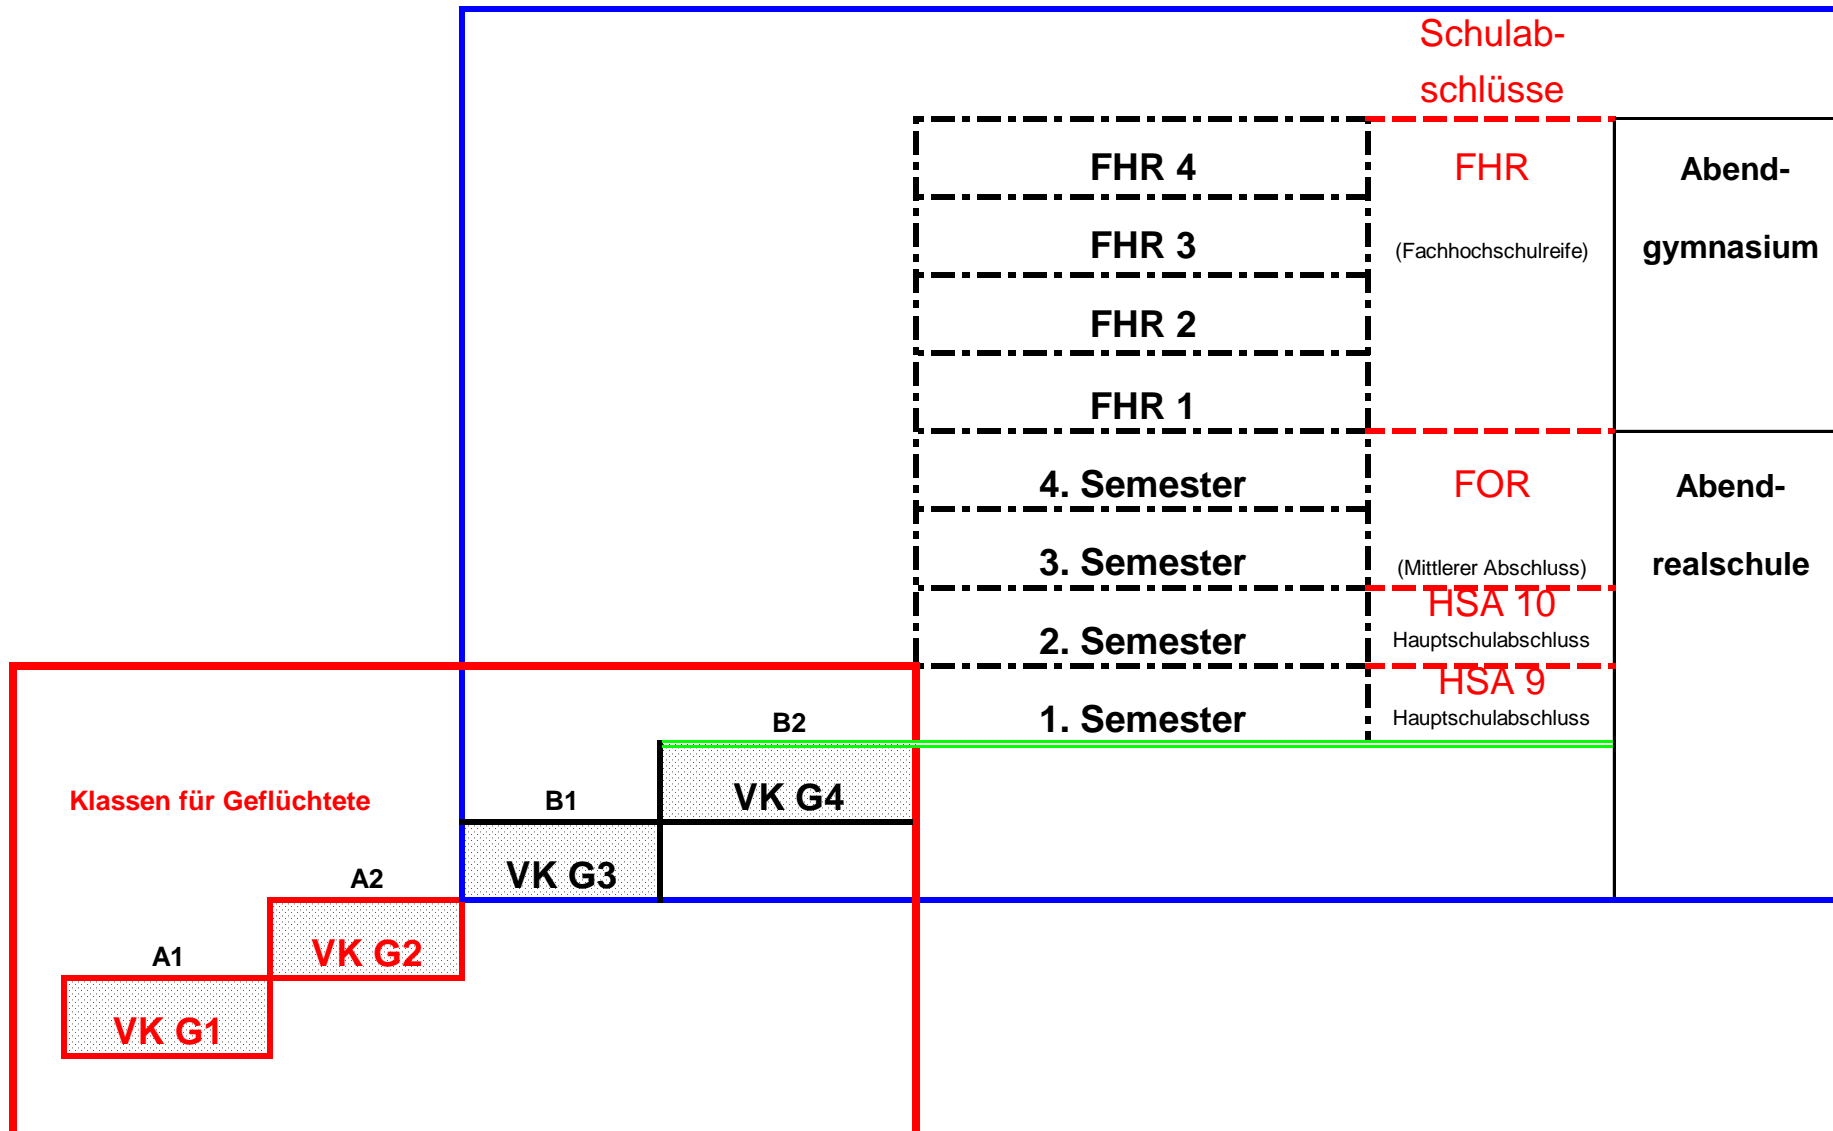 Schulab-
schlüsse
FHR 4 FHR Abend-
FHR 3 (Fachhochschulreife) gymnasium
FHR 2
FHR 1
4. Semester FOR Abend-
3. Semester (Mittlerer Abschluss) realschule
HSA 10
2. Semester Hauptschulabschluss
HSA 9
1. Semester Hauptschulabschluss
B2
Klassen für Geflüchtete B1 VK G4
A2 VK G3
A1 VK G2
VK G1